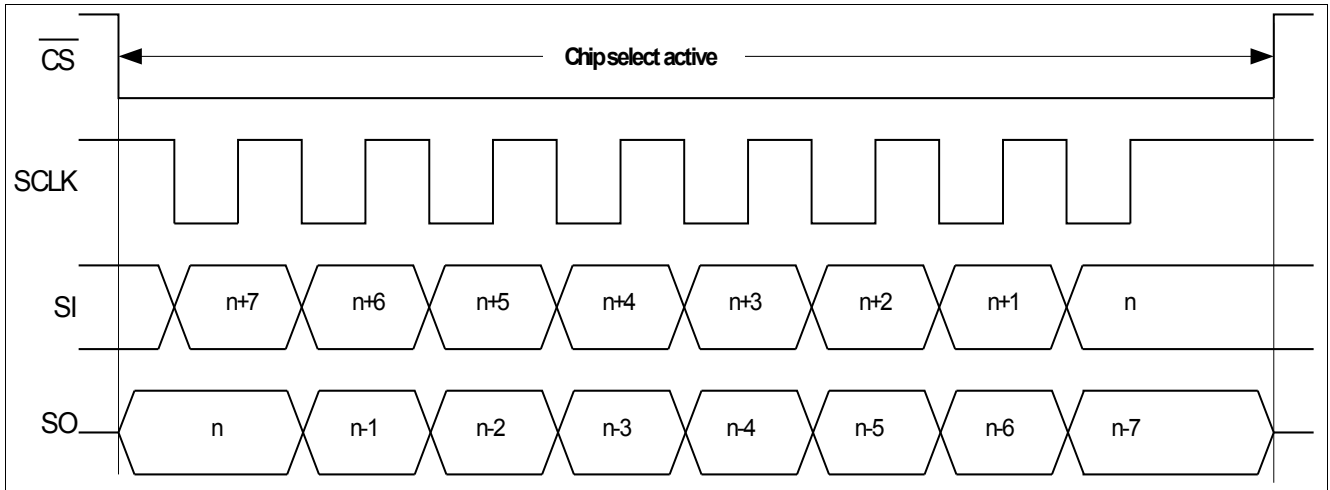 CS
Chip select active
SCLK
SI
n+7 n+6 n+5 n+4 n+3 n+2 n+1 n
SO
n n-1 n-2 n-3 n-4 n-5 n-6 n-7